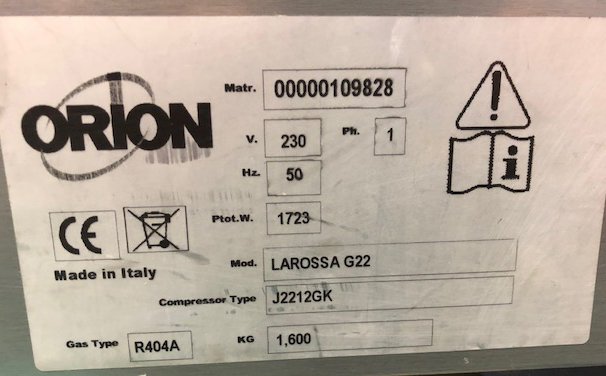 ORION
Matr. 00000109828
V. 230 Ph. 1
Hz. 50
Ptot.W. 1723
CE
Made in Italy
Mod. LAROSSA G22
Compressor Type J2212GK
Gas Type R404A KG 1,600